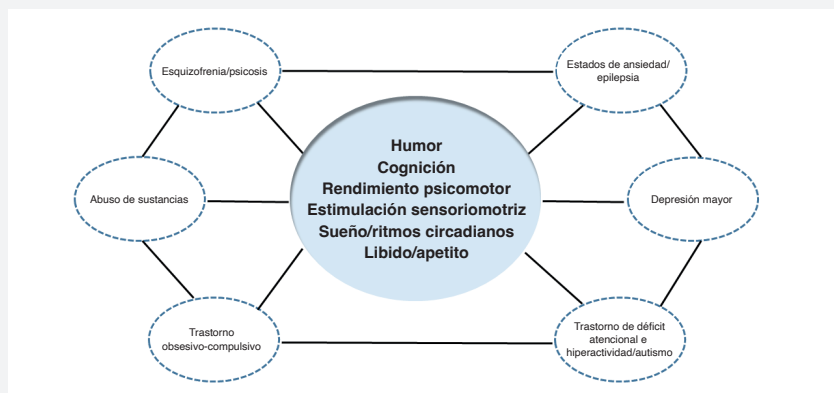 Esquizofrenia/psicosis
Estados de ansiedad/
epilepsia
Humor
Cognición
Rendimiento psicomotor
Estimulación sensoriomotriz
Sueño/ritmos circadianos
Libido/apetito
Abuso de sustancias
Depresión mayor
Trastorno
obsesivo-compulsivo
Trastorno de déficit
atencional e
hiperactividad/autismo